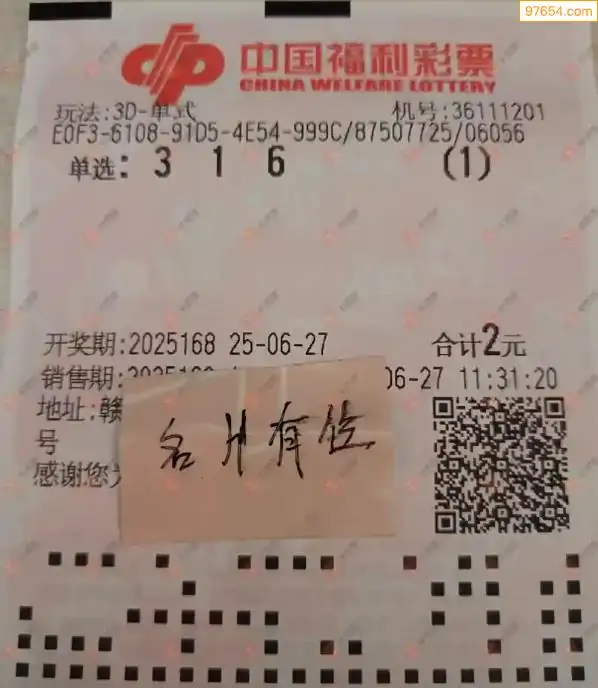 97654.com
中国福利彩票
CHINA WELFARE LOTTERY
玩法:3D-单式 机号:36111201
E0F3-6108-91D5-4E54-999C/87507725/06056
单选: 3 1 6 (1)
开奖期:2025168 25-06-27 合计2元
销售期: 06-27 11:31:20
地址:赣
号
感谢您为
名片有位